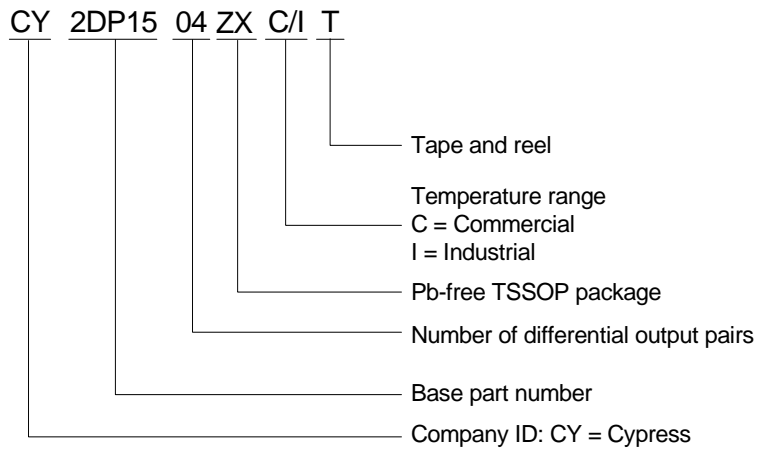 CY 2DP15 04 ZX C/I T
Tape and reel
Temperature range
C = Commercial
I = Industrial
Pb-free TSSOP package
Number of differential output pairs
Base part number
Company ID: CY = Cypress